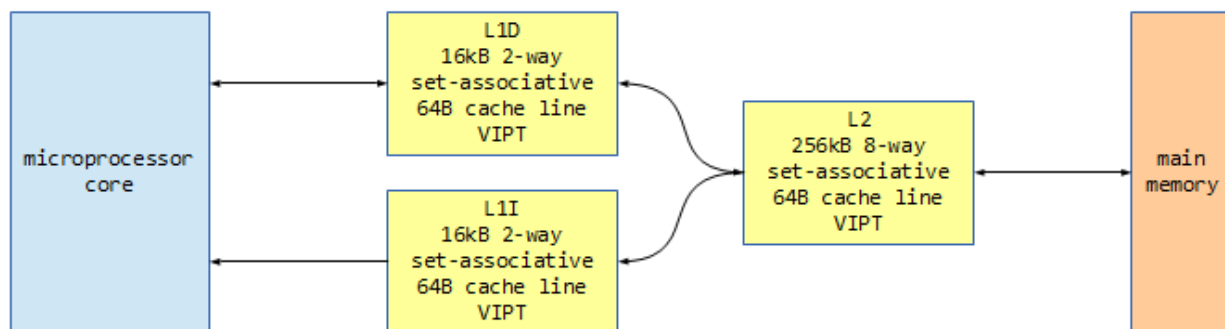 microprocessor
core
L1D
16kB 2-way
set-associative
64B cache line
VIPT
L1I
16kB 2-way
set-associative
64B cache line
VIPT
L2
256kB 8-way
set-associative
64B cache line
VIPT
main
memory